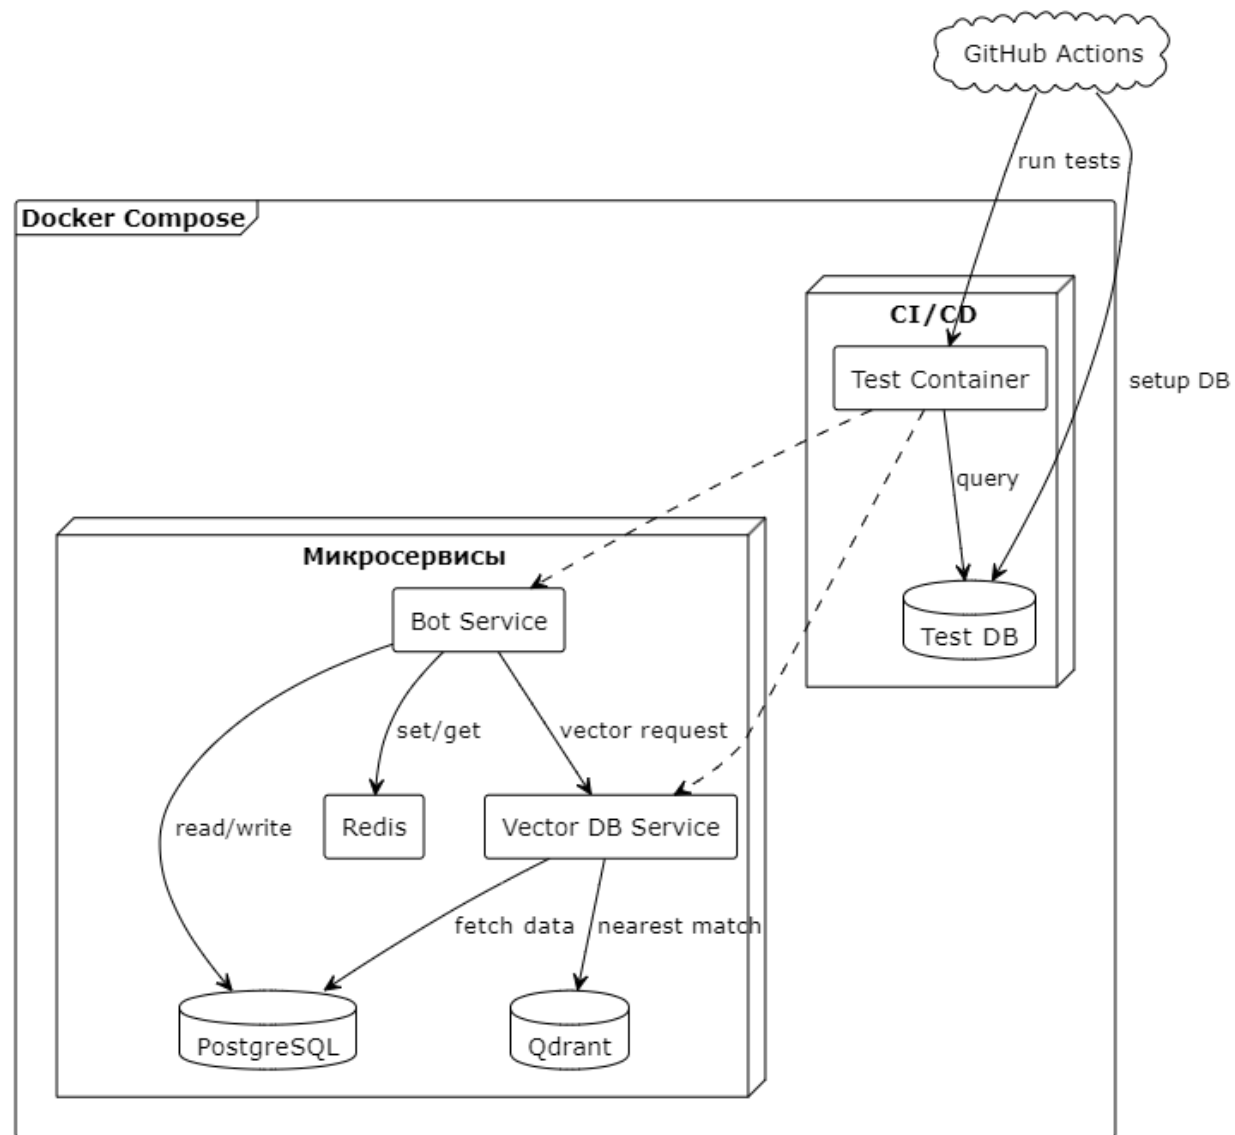 GitHub Actions
run tests
Docker Compose
CI/CD
Test Container
setup DB
query
Микросервисы
Bot Service
Test DB
set/get
vector request
read/write
Redis
Vector DB Service
fetch data
nearest match
PostgreSQL
Qdrant